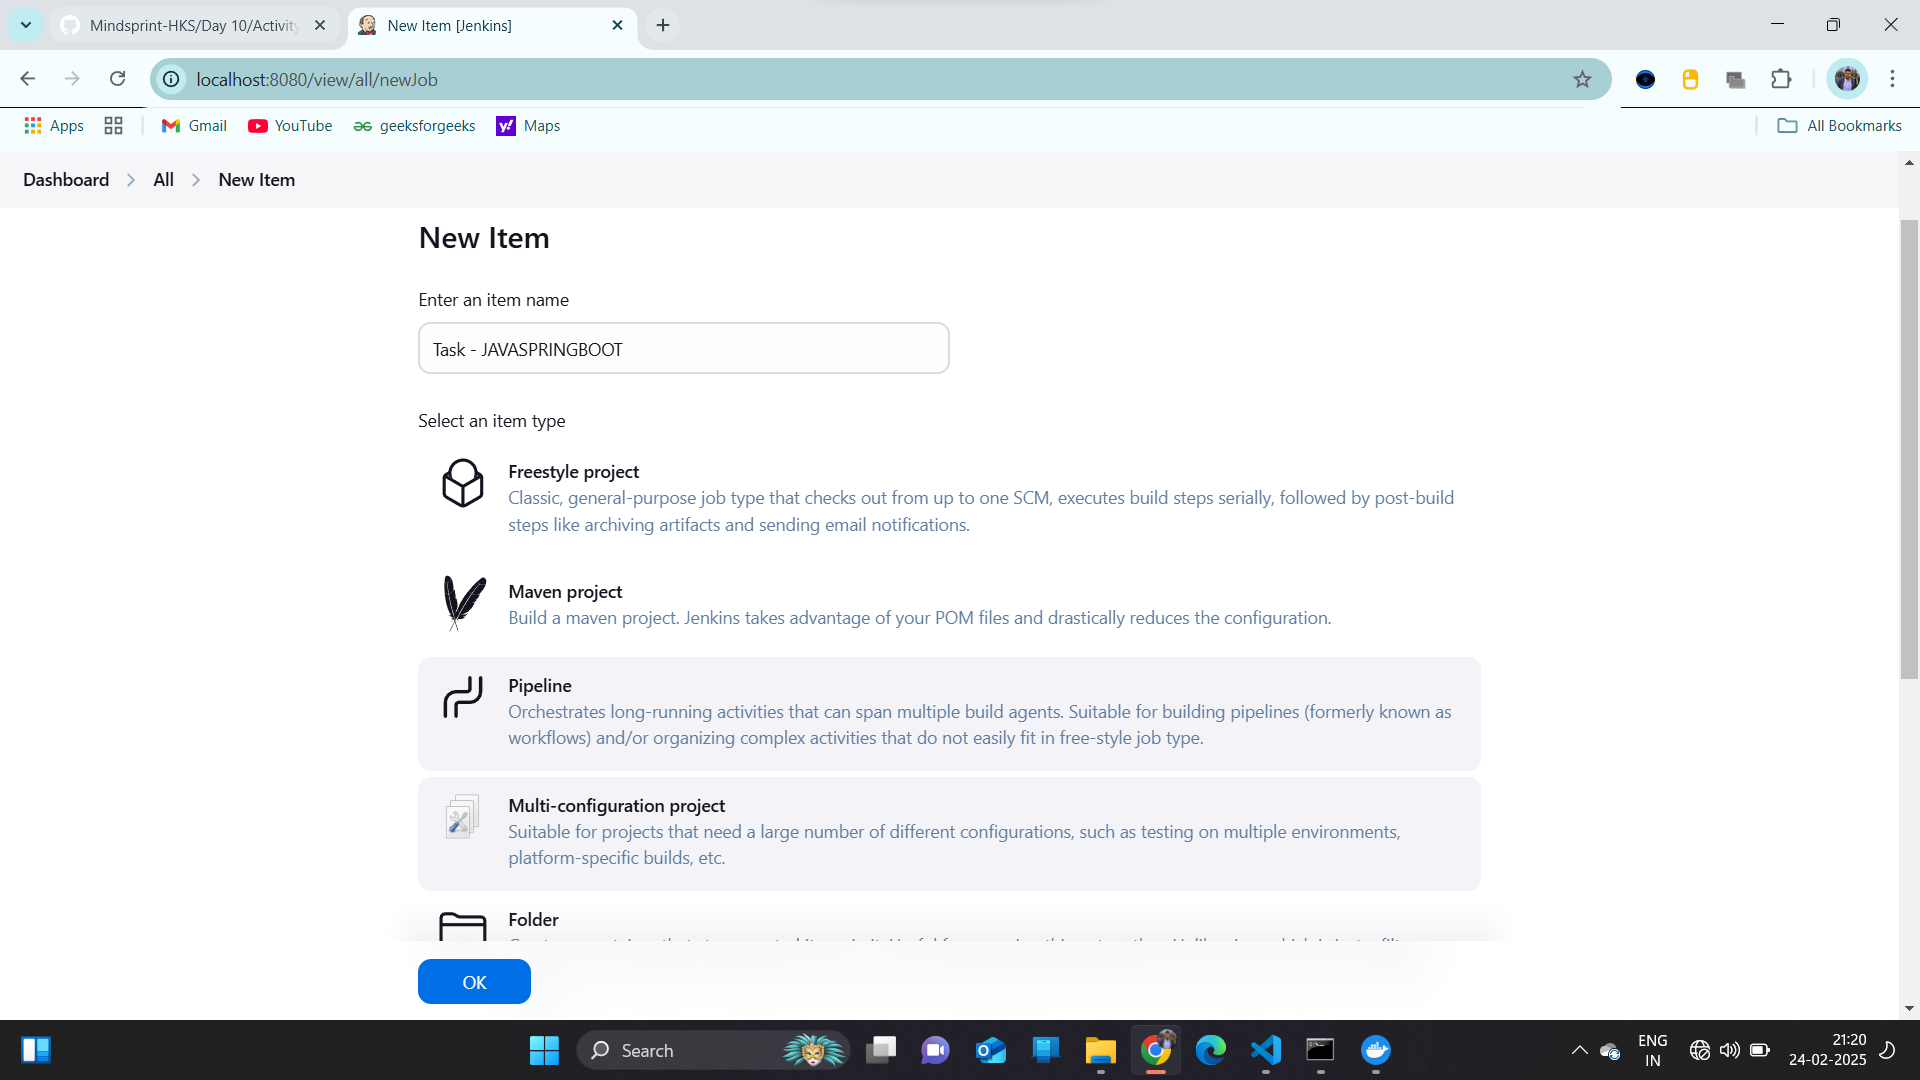 Mindsprint-HKS/Day 10/Activity
New Item [Jenkins]
localhost:8080/view/all/newJob
Apps
Gmail
YouTube
geeksforgeeks
Maps
All Bookmarks
Dashboard
All
New Item
New Item
Enter an item name
Task - JAVASPRINGBOOT
Select an item type
Freestyle project
Classic, general-purpose job type that checks out from up to one SCM, executes build steps serially, followed by post-build
steps like archiving artifacts and sending email notifications.
Maven project
Build a maven project. Jenkins takes advantage of your POM files and drastically reduces the configuration.
Pipeline
Orchestrates long-running activities that can span multiple build agents. Suitable for building pipelines (formerly known as
workflows) and/or organizing complex activities that do not easily fit in free-style job type.
Multi-configuration project
Suitable for projects that need a large number of different configurations, such as testing on multiple environments,
platform-specific builds, etc.
Folder
OK
Search
ENG
IN
21:20
24-02-2025